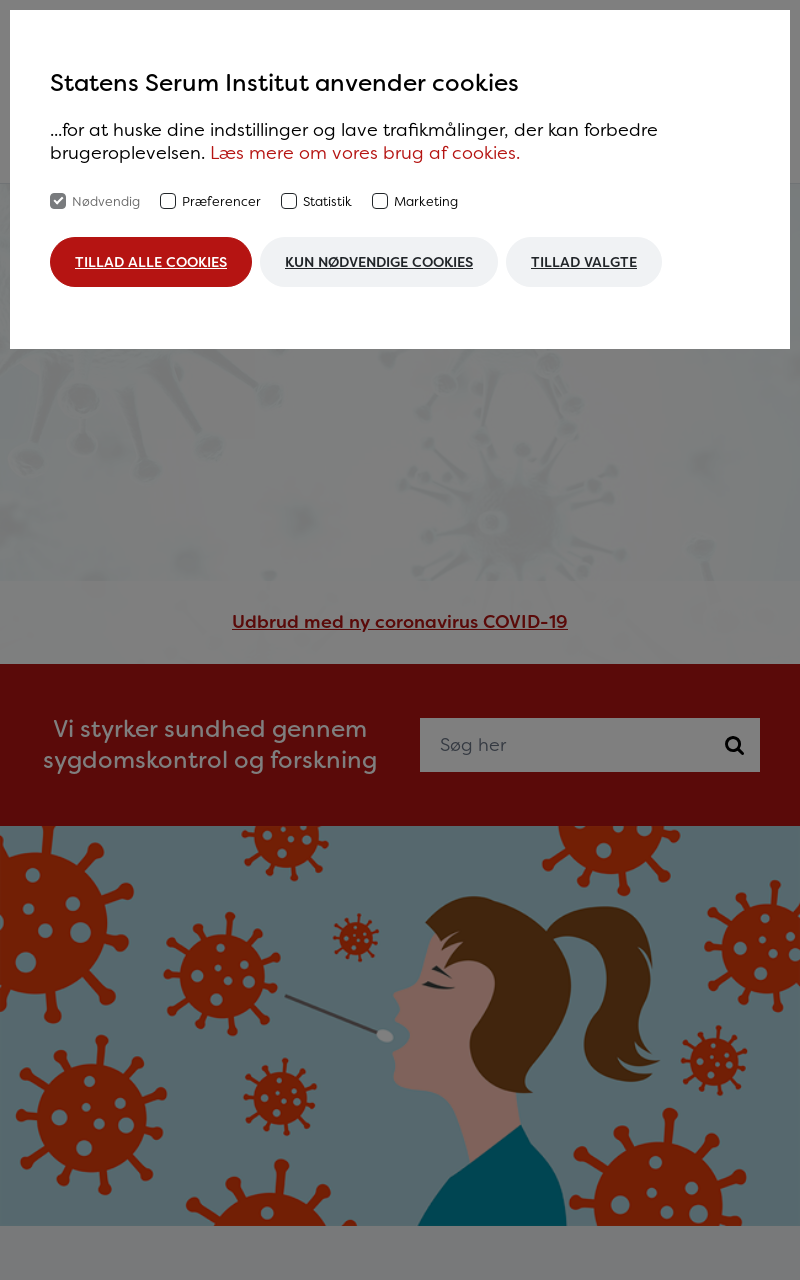 Statens Serum Institut anvender cookies
...for at huske dine indstillinger og lave trafikmålinger, der kan forbedre
brugeroplevelsen. Læs mere om vores brug af cookies.
Nødvendig Præferencer Statistik Marketing
TILLAD ALLE COOKIES KUN NØDVENDIGE COOKIES TILLAD VALGTE
Udbrud med ny coronavirus COVID-19
Vi styrker sundhed gennem
sygdomskontrol og forskning
Søg her